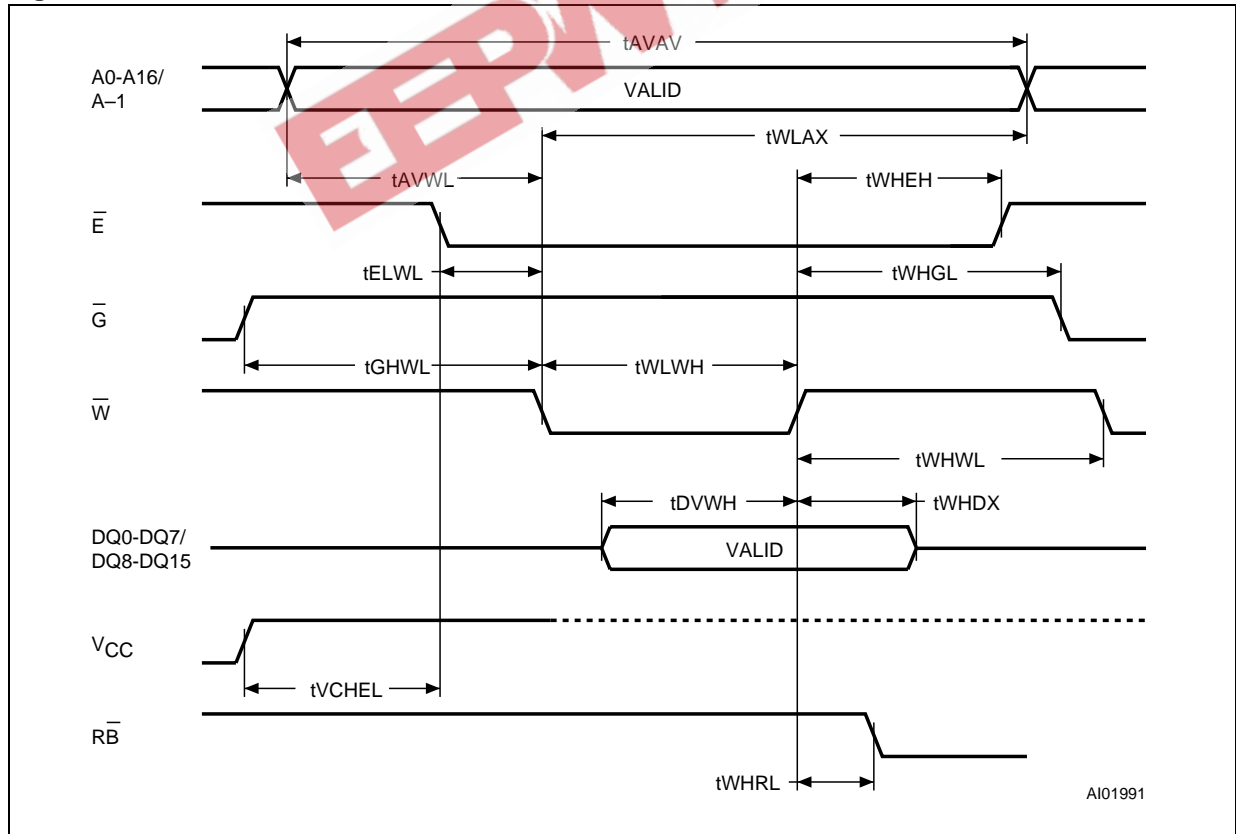 EEPW
tAVAV
A0-A16/
A–1
VALID
tWLAX
tAVWL
tWHEH
E̅
tELWL
tWHGL
G̅
tGHWL
tWLWH
W̅
tWHWL
tDVWH
tWHDX
DQ0-DQ7/
DQ8-DQ15
VALID
VCC
tVCHEL
RB̅
tWHRL
AI01991